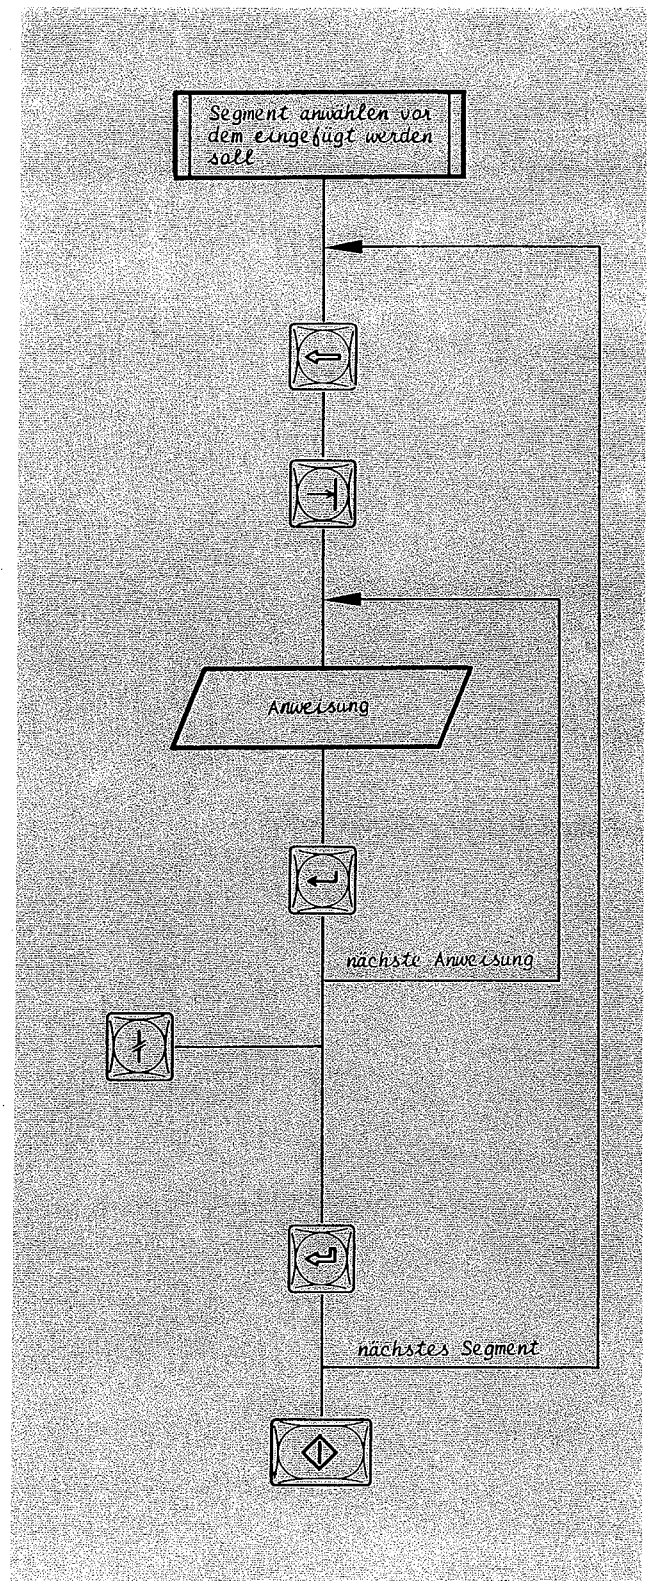 Segment anwählen vor
dem eingefügt werden
soll
Anweisung
nächste Anweisung
nächstes Segment